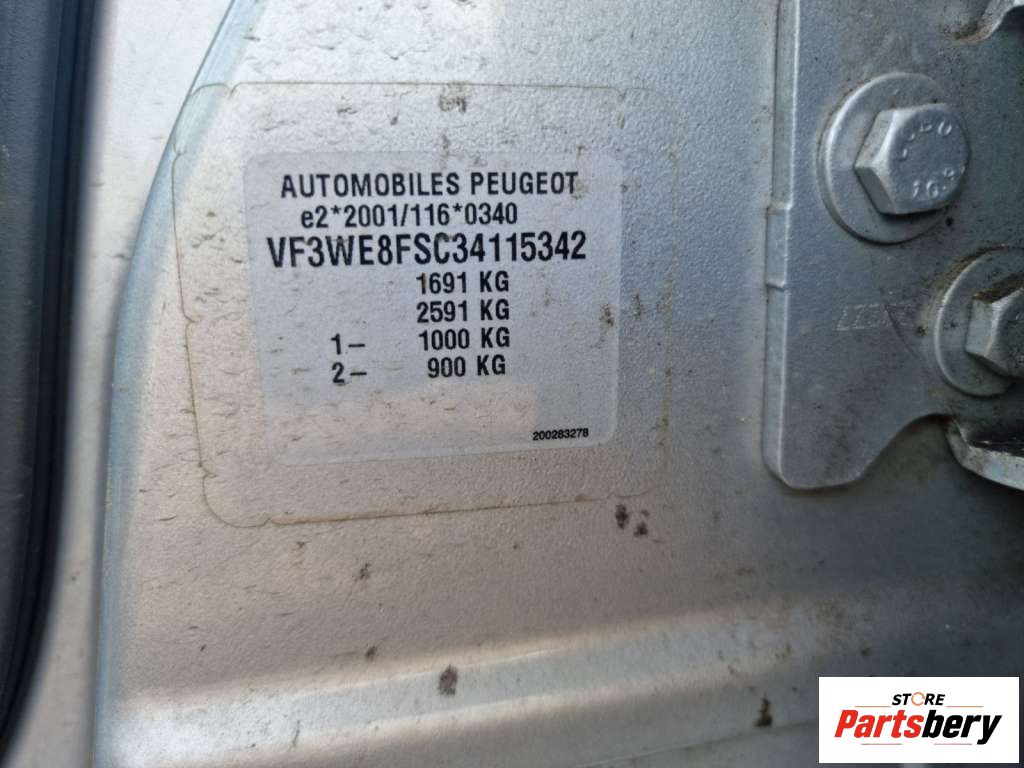 AUTOMOBILES PEUGEOT
e2*2001/116*0340
VF3WE8FSC34115342
1691 KG
2591 KG
1- 1000 KG
2- 900 KG
200283278
STORE
Partsbery